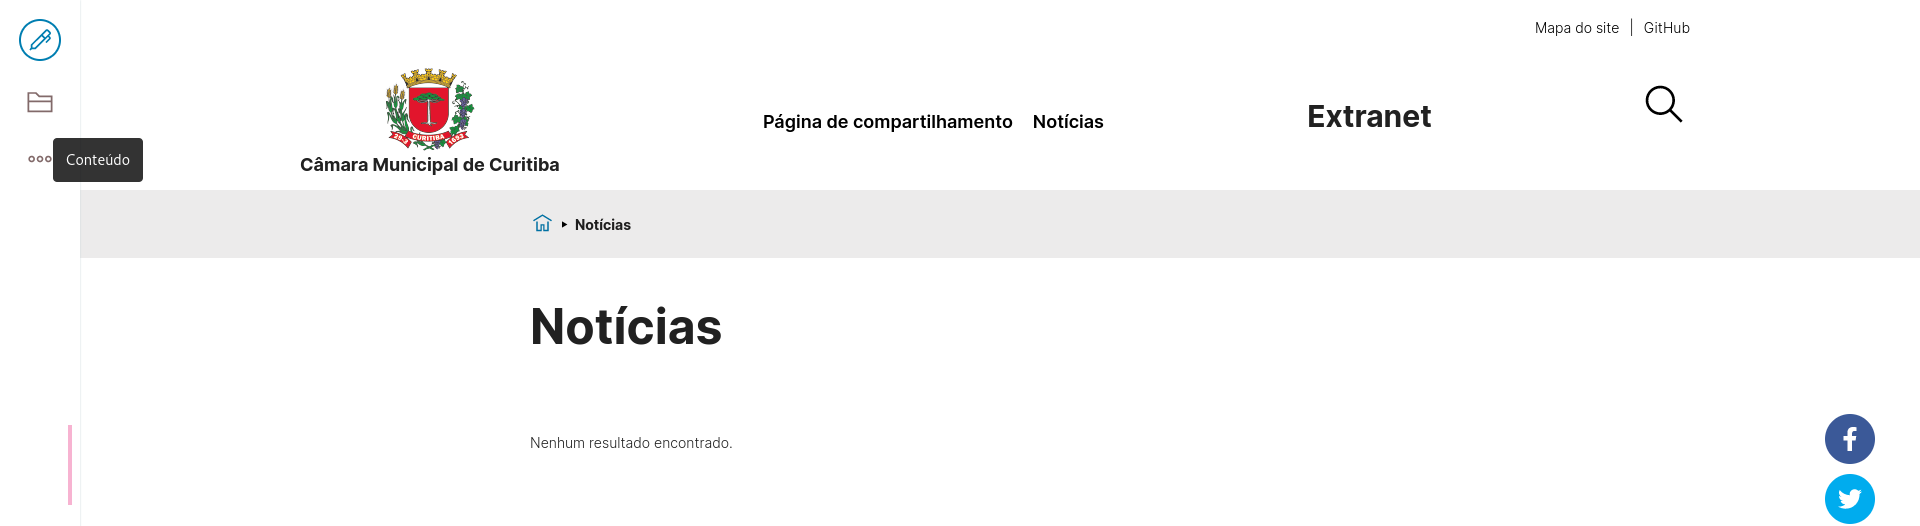 Mapa do site | GitHub
CURITIBA
Câmara Municipal de Curitiba
Página de compartilhamento Notícias
Extranet
Conteúdo
Notícias
Notícias
Nenhum resultado encontrado.